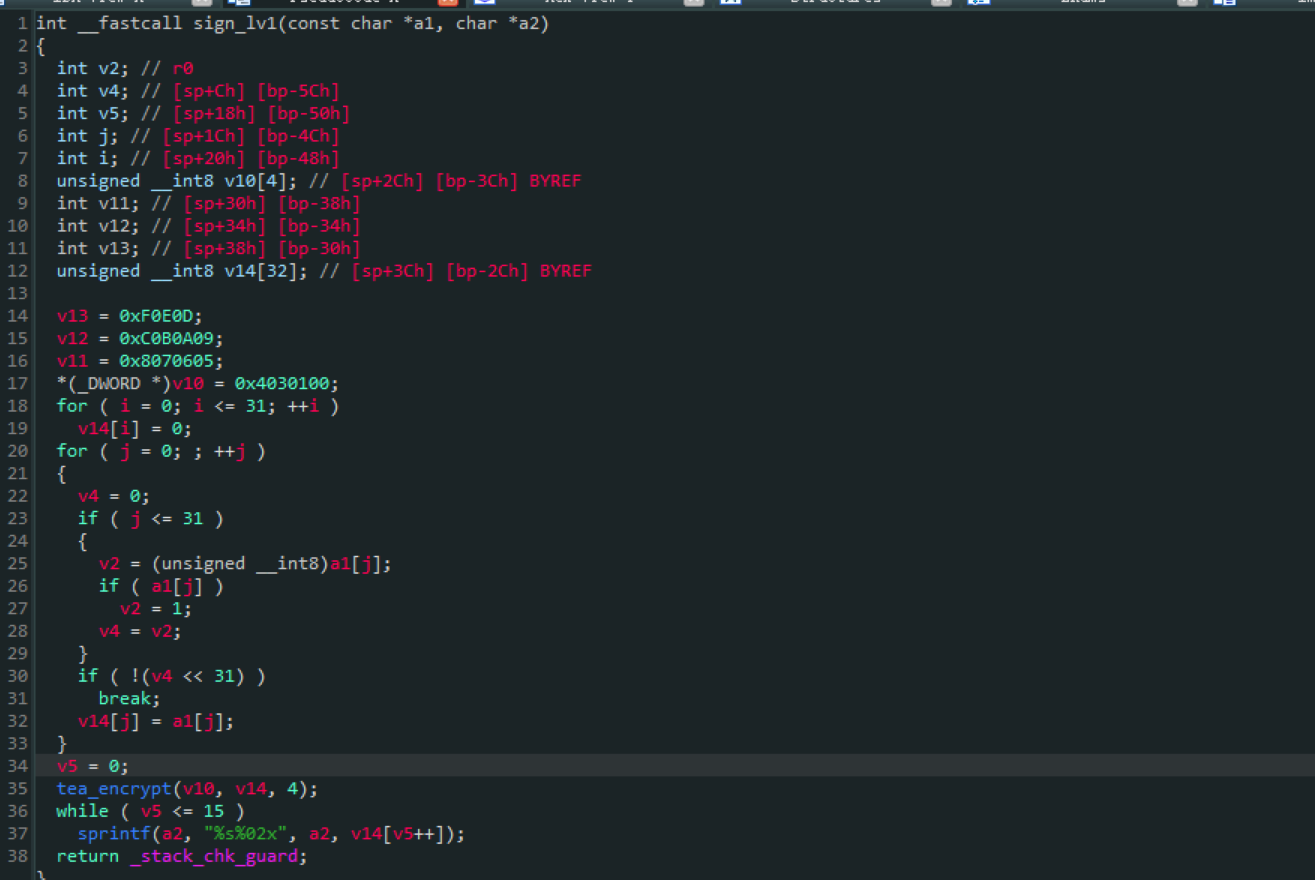 1 int __fastcall sign_lv1(const char *a1, char *a2)
2 {
3 int v2; // r0
4 int v4; // [sp+Ch] [bp-5Ch]
5 int v5; // [sp+18h] [bp-50h]
6 int j; // [sp+1Ch] [bp-4Ch]
7 int i; // [sp+20h] [bp-48h]
8 unsigned __int8 v10[4]; // [sp+2Ch] [bp-3Ch] BYREF
9 int v11; // [sp+30h] [bp-38h]
10 int v12; // [sp+34h] [bp-34h]
11 int v13; // [sp+38h] [bp-30h]
12 unsigned __int8 v14[32]; // [sp+3Ch] [bp-2Ch] BYREF
13
14 v13 = 0xF0E0D;
15 v12 = 0xC0B0A09;
16 v11 = 0x8070605;
17 *(_DWORD *)v10 = 0x4030100;
18 for ( i = 0; i <= 31; ++i )
19 v14[i] = 0;
20 for ( j = 0; ; ++j )
21 {
22 v4 = 0;
23 if ( j <= 31 )
24 {
25 v2 = (unsigned __int8)a1[j];
26 if ( a1[j] )
27 v2 = 1;
28 v4 = v2;
29 }
30 if ( !(v4 << 31) )
31 break;
32 v14[j] = a1[j];
33 }
34 v5 = 0;
35 tea_encrypt(v10, v14, 4);
36 while ( v5 <= 15 )
37 sprintf(a2, "%s%02x", a2, v14[v5++]);
38 return _stack_chk_guard;
}